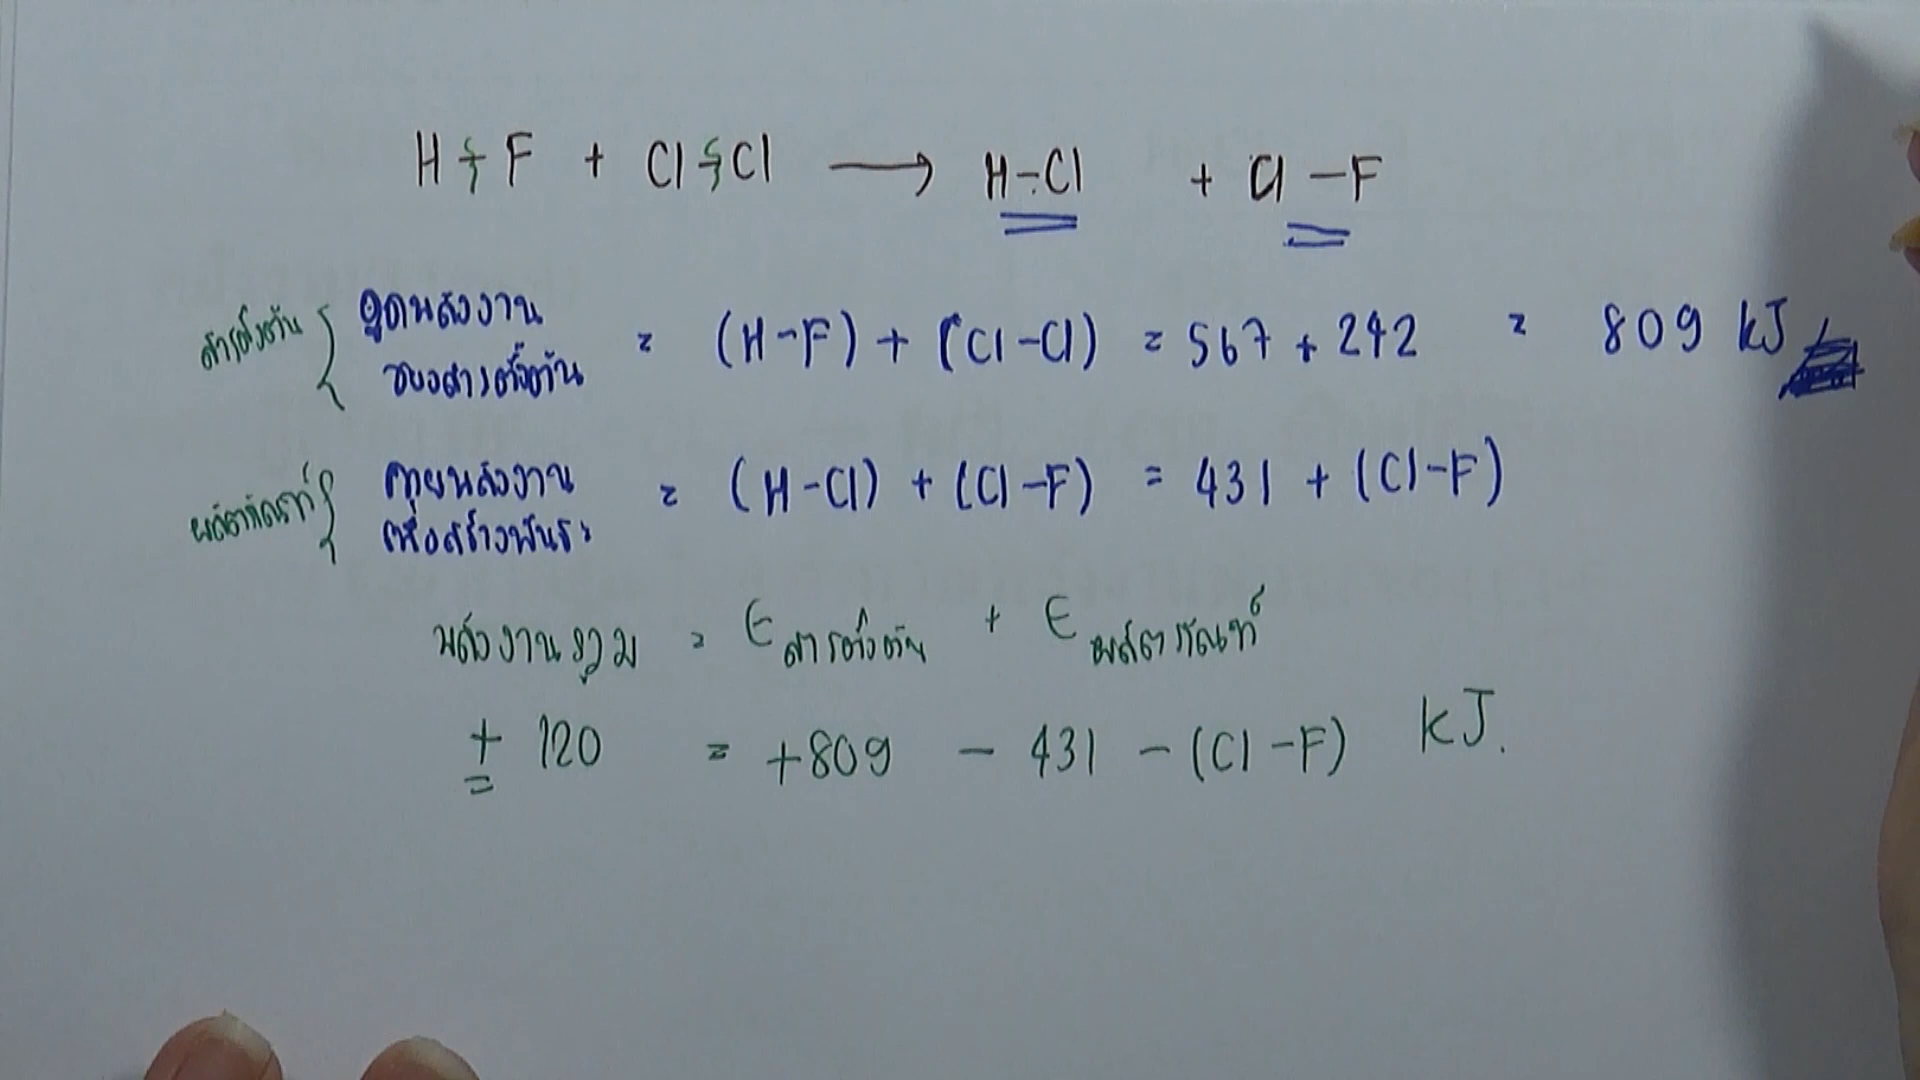 H–F + Cl–Cl ⟶ H–Cl + Cl–F
สารตั้งต้น { ดูดพลังงาน ของสารตั้งต้น = (H–F) + (Cl–Cl) = 567 + 242 = 809 kJ
ผลิตภัณฑ์ { คายพลังงาน เพื่อสร้างพันธะ = (H–Cl) + (Cl–F) = 431 + (Cl–F)
พลังงานรวม = E สารตั้งต้น + E ผลิตภัณฑ์
+ 120 = +809 – 431 – (Cl–F) kJ.